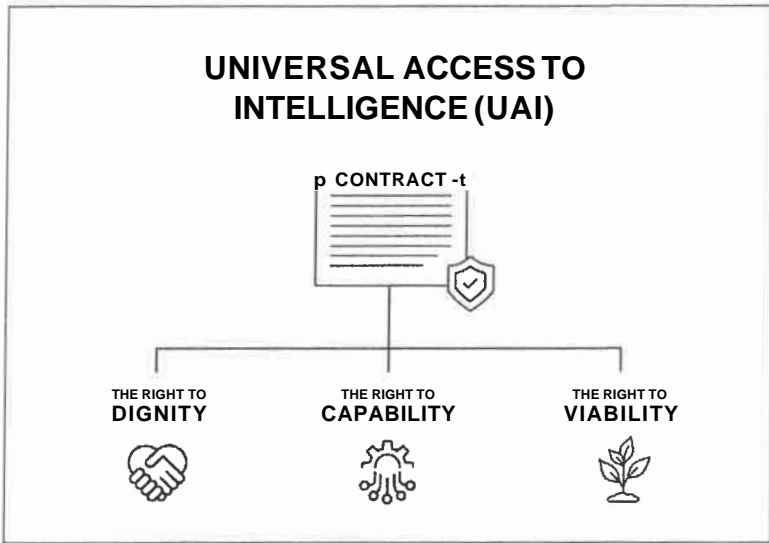 UNIVERSAL ACCESS TO
INTELLIGENCE (UAI)
p CONTRACT -t
THE RIGHT TO
DIGNITY
THE RIGHT TO
CAPABILITY
THE RIGHT TO
VIABILITY